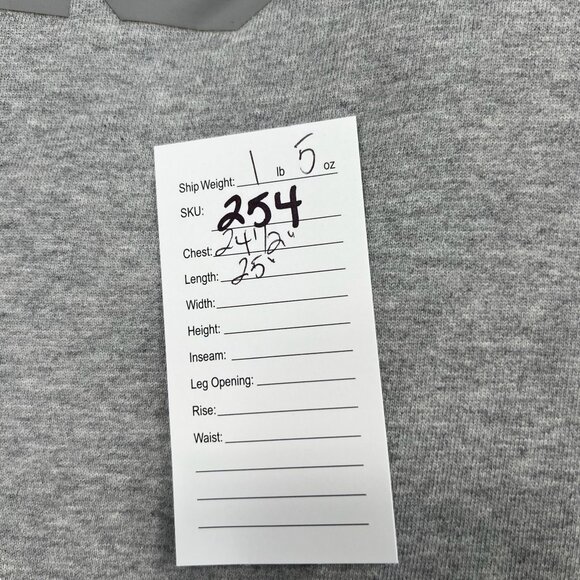 Ship Weight: 1 lb 5 oz
SKU: 254
Chest: 24 1/2"
Length: 25"
Width:
Height:
Inseam:
Leg Opening:
Rise:
Waist: